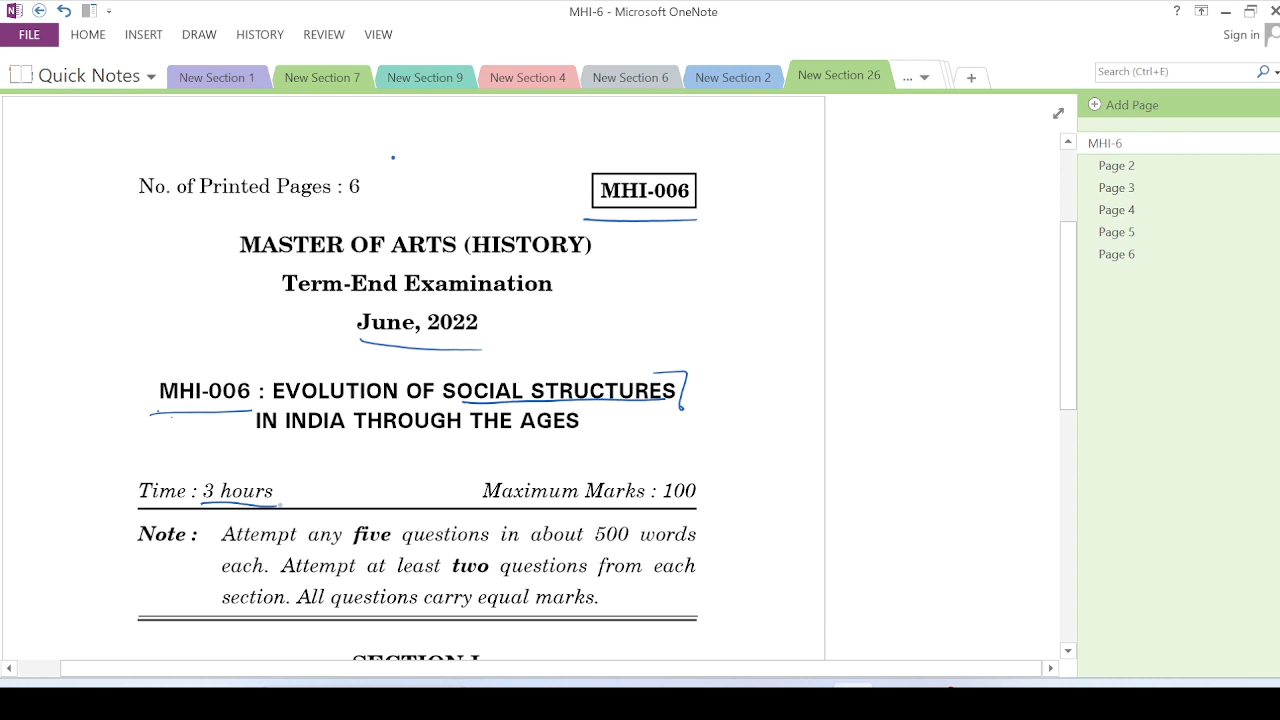 MHI-6 - Microsoft OneNote
?
Sign in
FILE HOME INSERT DRAW HISTORY REVIEW VIEW
Quick Notes
New Section 1
New Section 7
New Section 9
New Section 4
New Section 6
New Section 2
New Section 26
...
+
Search (Ctrl+E)
Add Page
MHI-6
Page 2
Page 3
Page 4
Page 5
Page 6
No. of Printed Pages : 6
MHI-006
MASTER OF ARTS (HISTORY)
Term-End Examination
June, 2022
MHI-006 : EVOLUTION OF SOCIAL STRUCTURES
IN INDIA THROUGH THE AGES
Time : 3 hours Maximum Marks : 100
Note : Attempt any five questions in about 500 words
each. Attempt at least two questions from each
section. All questions carry equal marks.
SECTION I